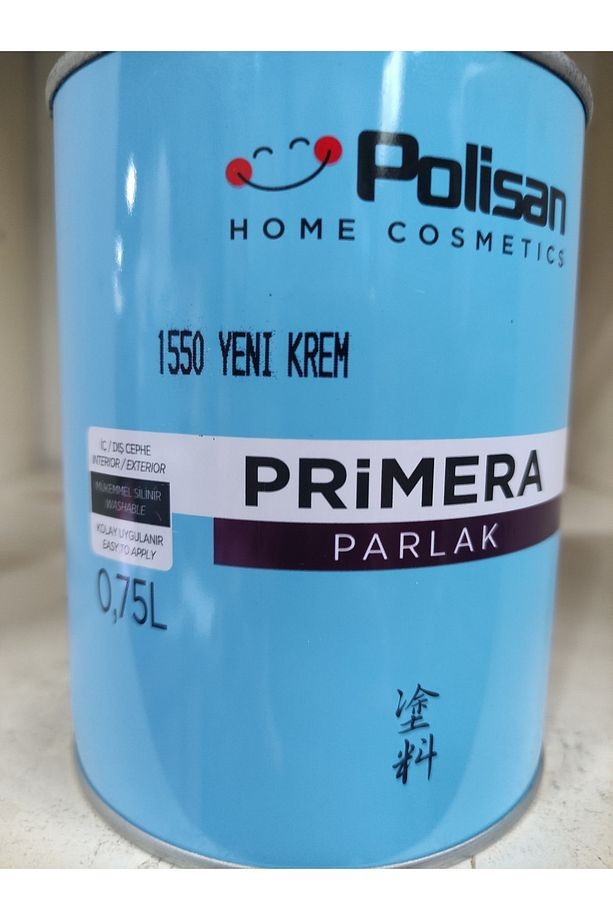 Polisan
HOME COSMETICS
1550 YENI KREM
İÇ / DIŞ CEPHE
INTERIOR / EXTERIOR
MÜKEMMEL SİLİNİR
WASHABLE
KOLAY UYGULANIR
EASY TO APPLY
PRiMERA
PARLAK
0,75L
塗
料